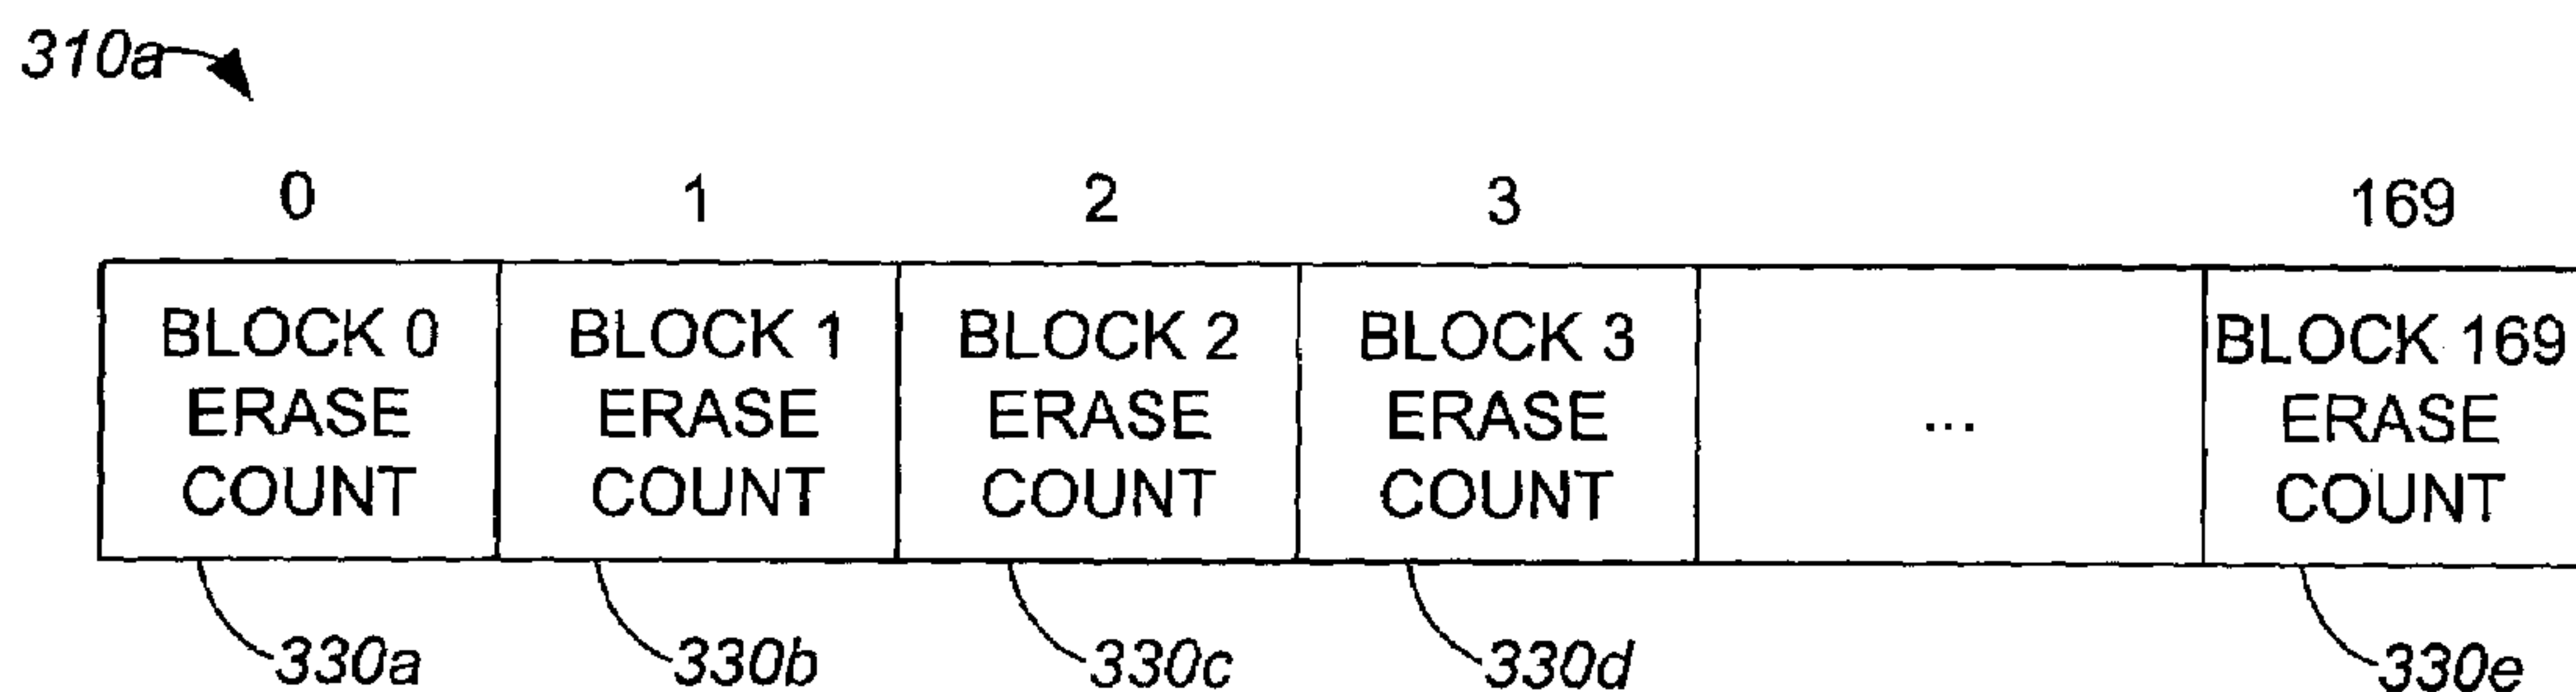 310a
0 1 2 3 169
BLOCK 0 ERASE COUNT
BLOCK 1 ERASE COUNT
BLOCK 2 ERASE COUNT
BLOCK 3 ERASE COUNT
...
BLOCK 169 ERASE COUNT
330a 330b 330c 330d 330e